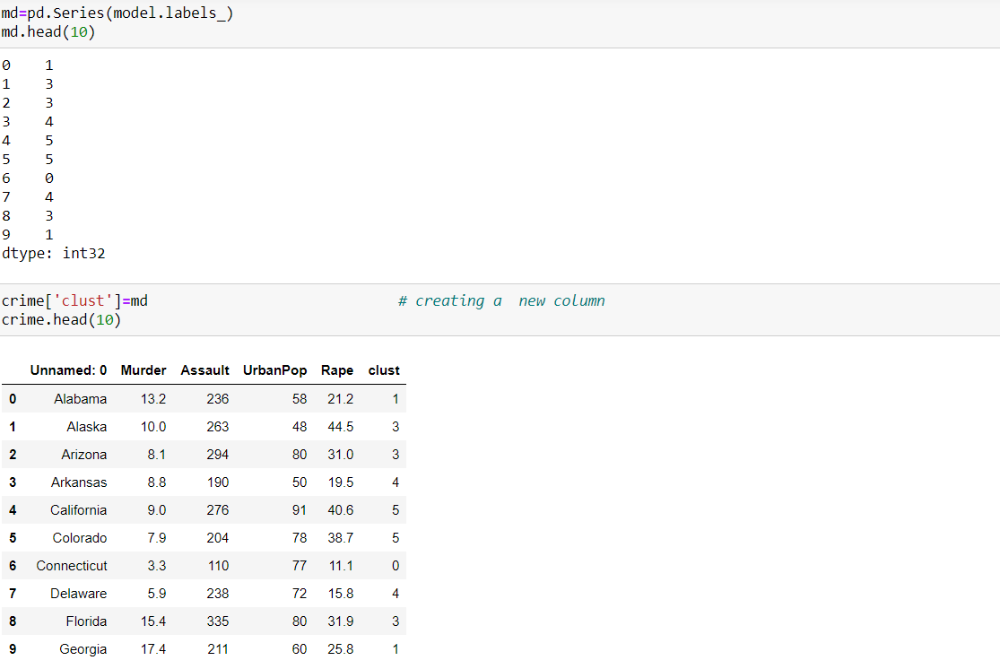 md=pd.Series(model.labels_)
md.head(10)
0 1
1 3
2 3
3 4
4 5
5 5
6 0
7 4
8 3
9 1
dtype: int32
crime['clust']=md # creating a  new column
crime.head(10)
Unnamed: 0 Murder Assault UrbanPop Rape clust
0 Alabama 13.2 236 58 21.2 1
1 Alaska 10.0 263 48 44.5 3
2 Arizona 8.1 294 80 31.0 3
3 Arkansas 8.8 190 50 19.5 4
4 California 9.0 276 91 40.6 5
5 Colorado 7.9 204 78 38.7 5
6 Connecticut 3.3 110 77 11.1 0
7 Delaware 5.9 238 72 15.8 4
8 Florida 15.4 335 80 31.9 3
9 Georgia 17.4 211 60 25.8 1